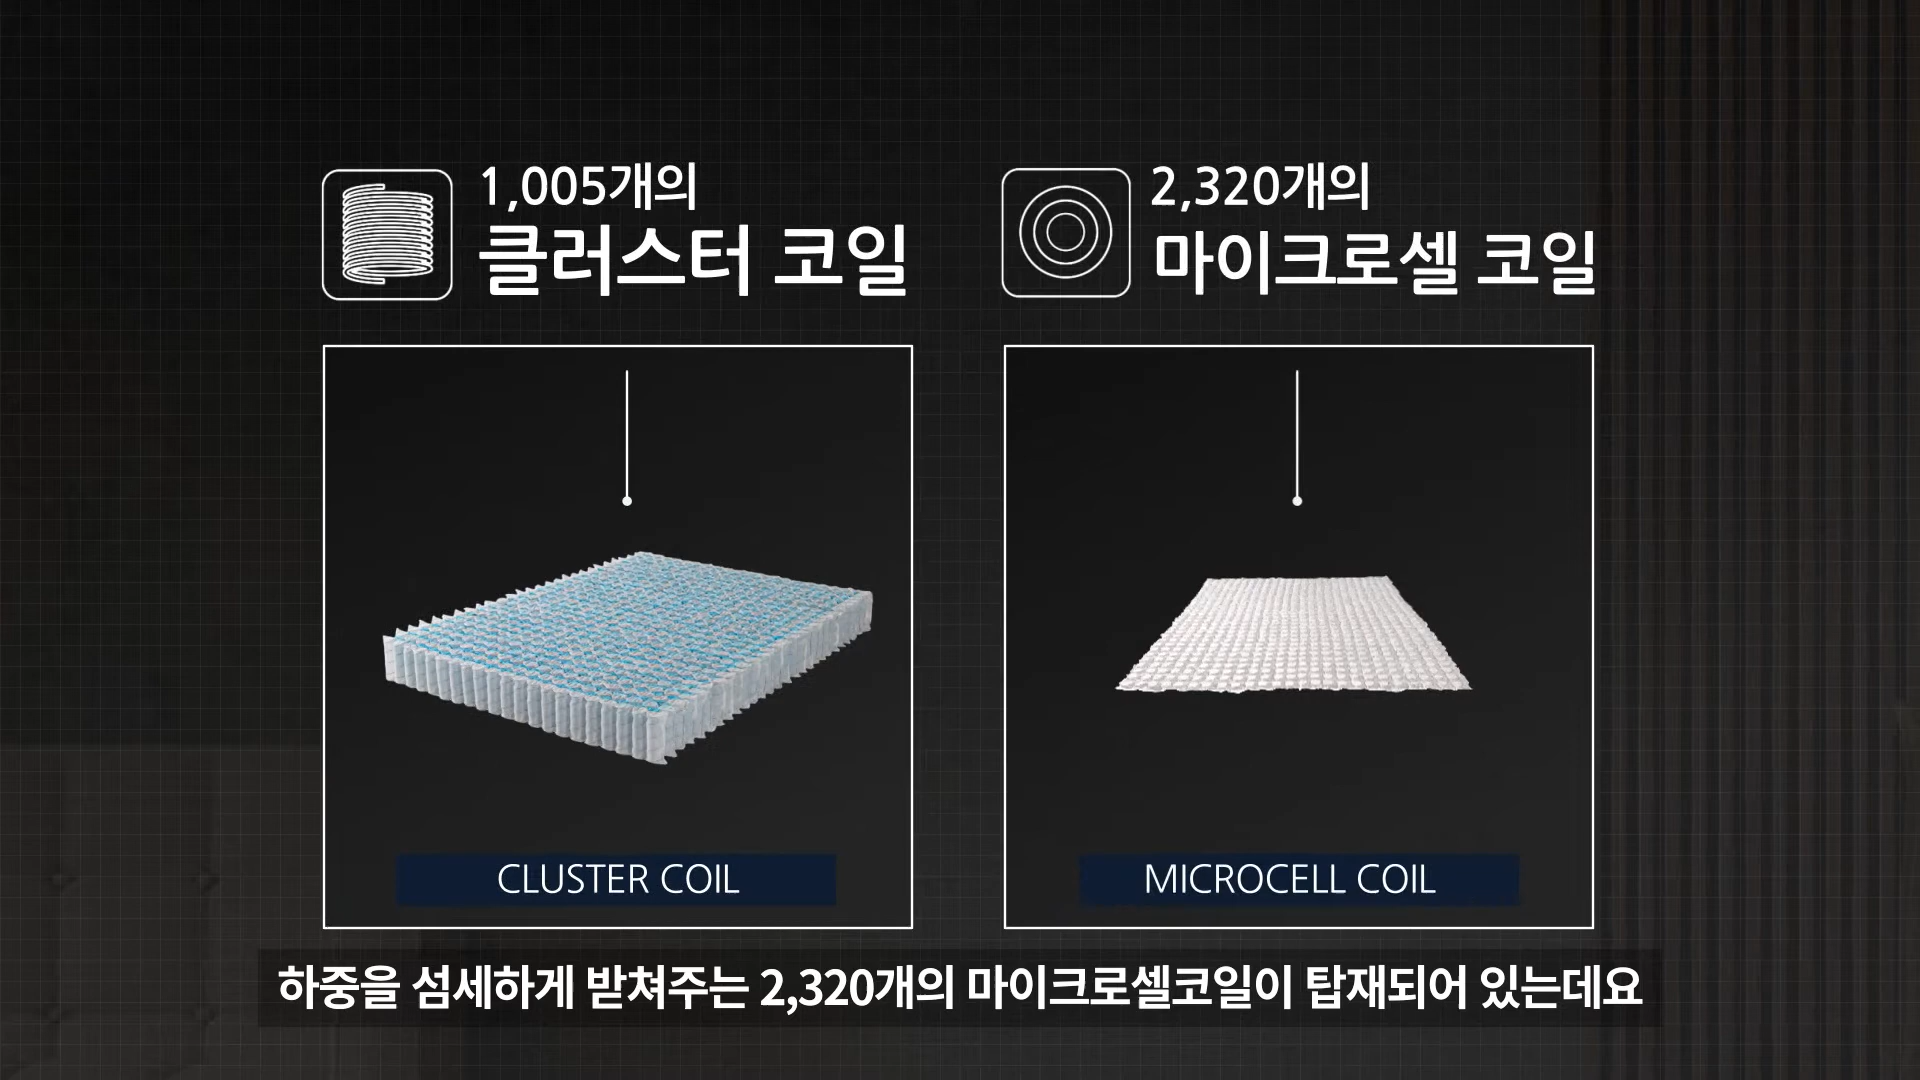 1,005개의
클러스터 코일
2,320개의
마이크로셀 코일
CLUSTER COIL
MICROCELL COIL
하중을 섬세하게 받쳐주는 2,320개의 마이크로셀코일이 탑재되어 있는데요